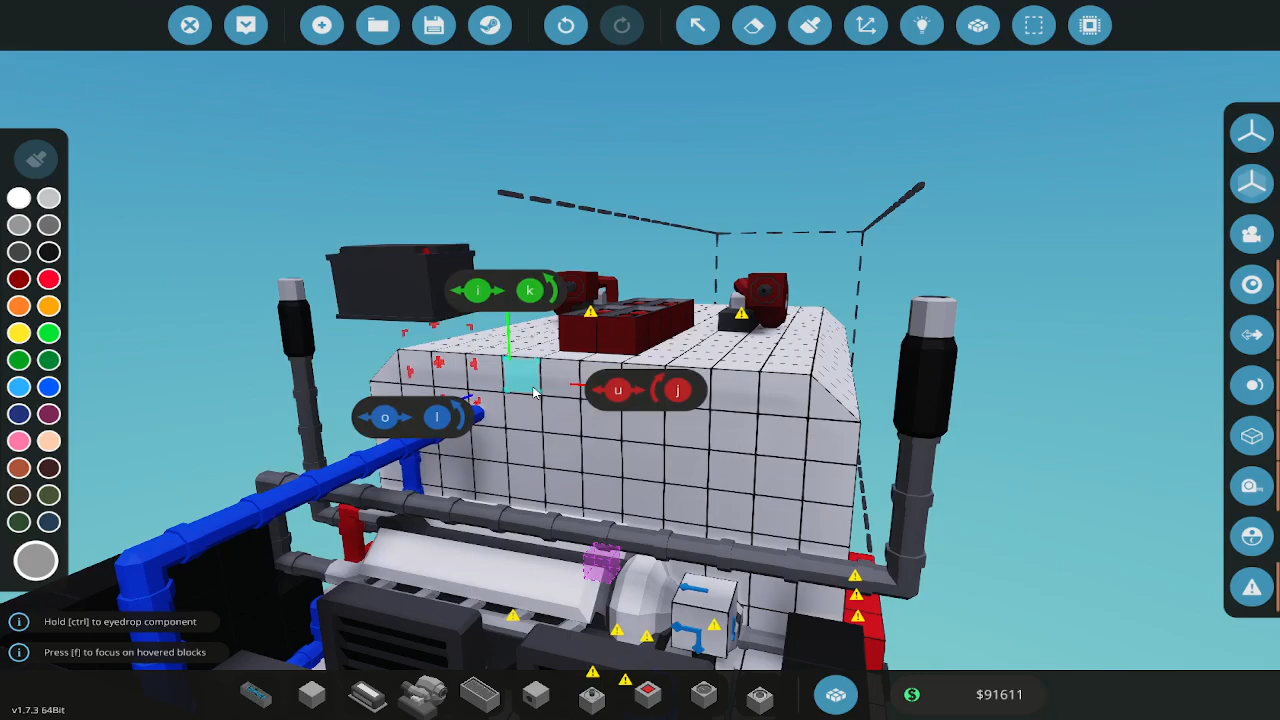 i k
u j
o l
Hold [ctrl] to eyedrop component
Press [f] to focus on hovered blocks
$ $91611
v1.7.3 64Bit